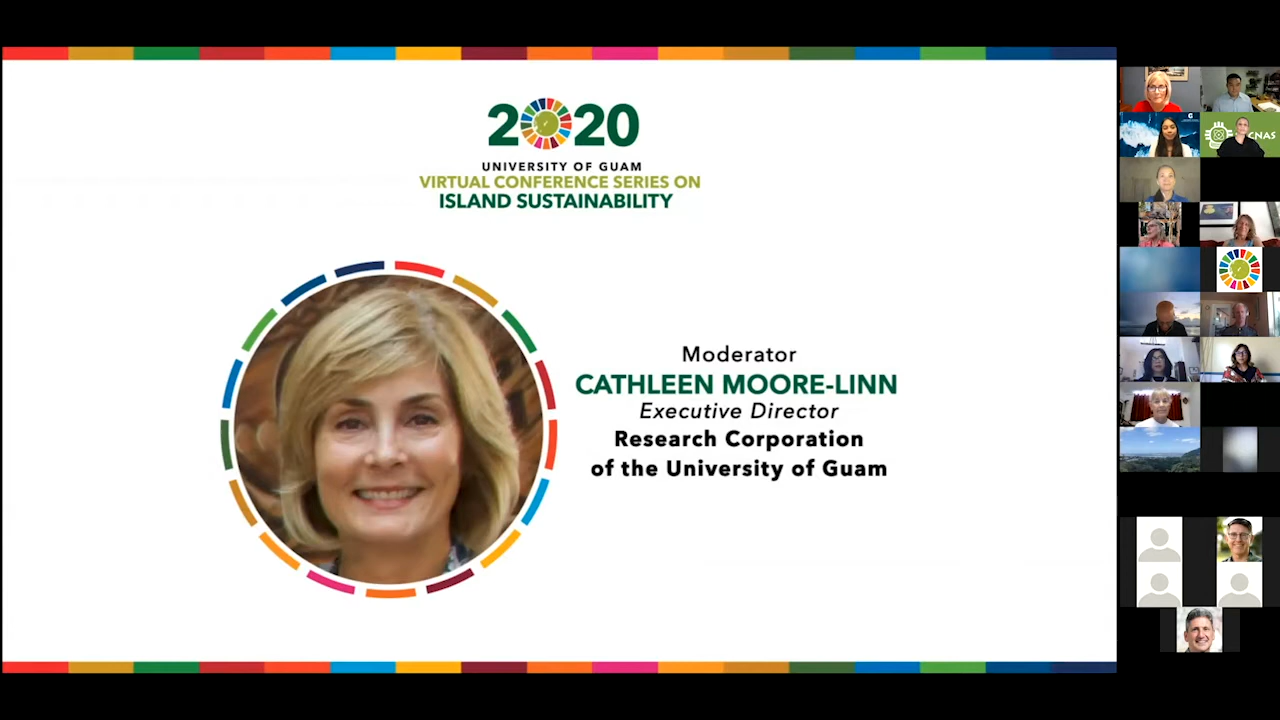 2020
UNIVERSITY OF GUAM
VIRTUAL CONFERENCE SERIES ON
ISLAND SUSTAINABILITY
Moderator
CATHLEEN MOORE-LINN
Executive Director
Research Corporation
of the University of Guam
G
CNAS